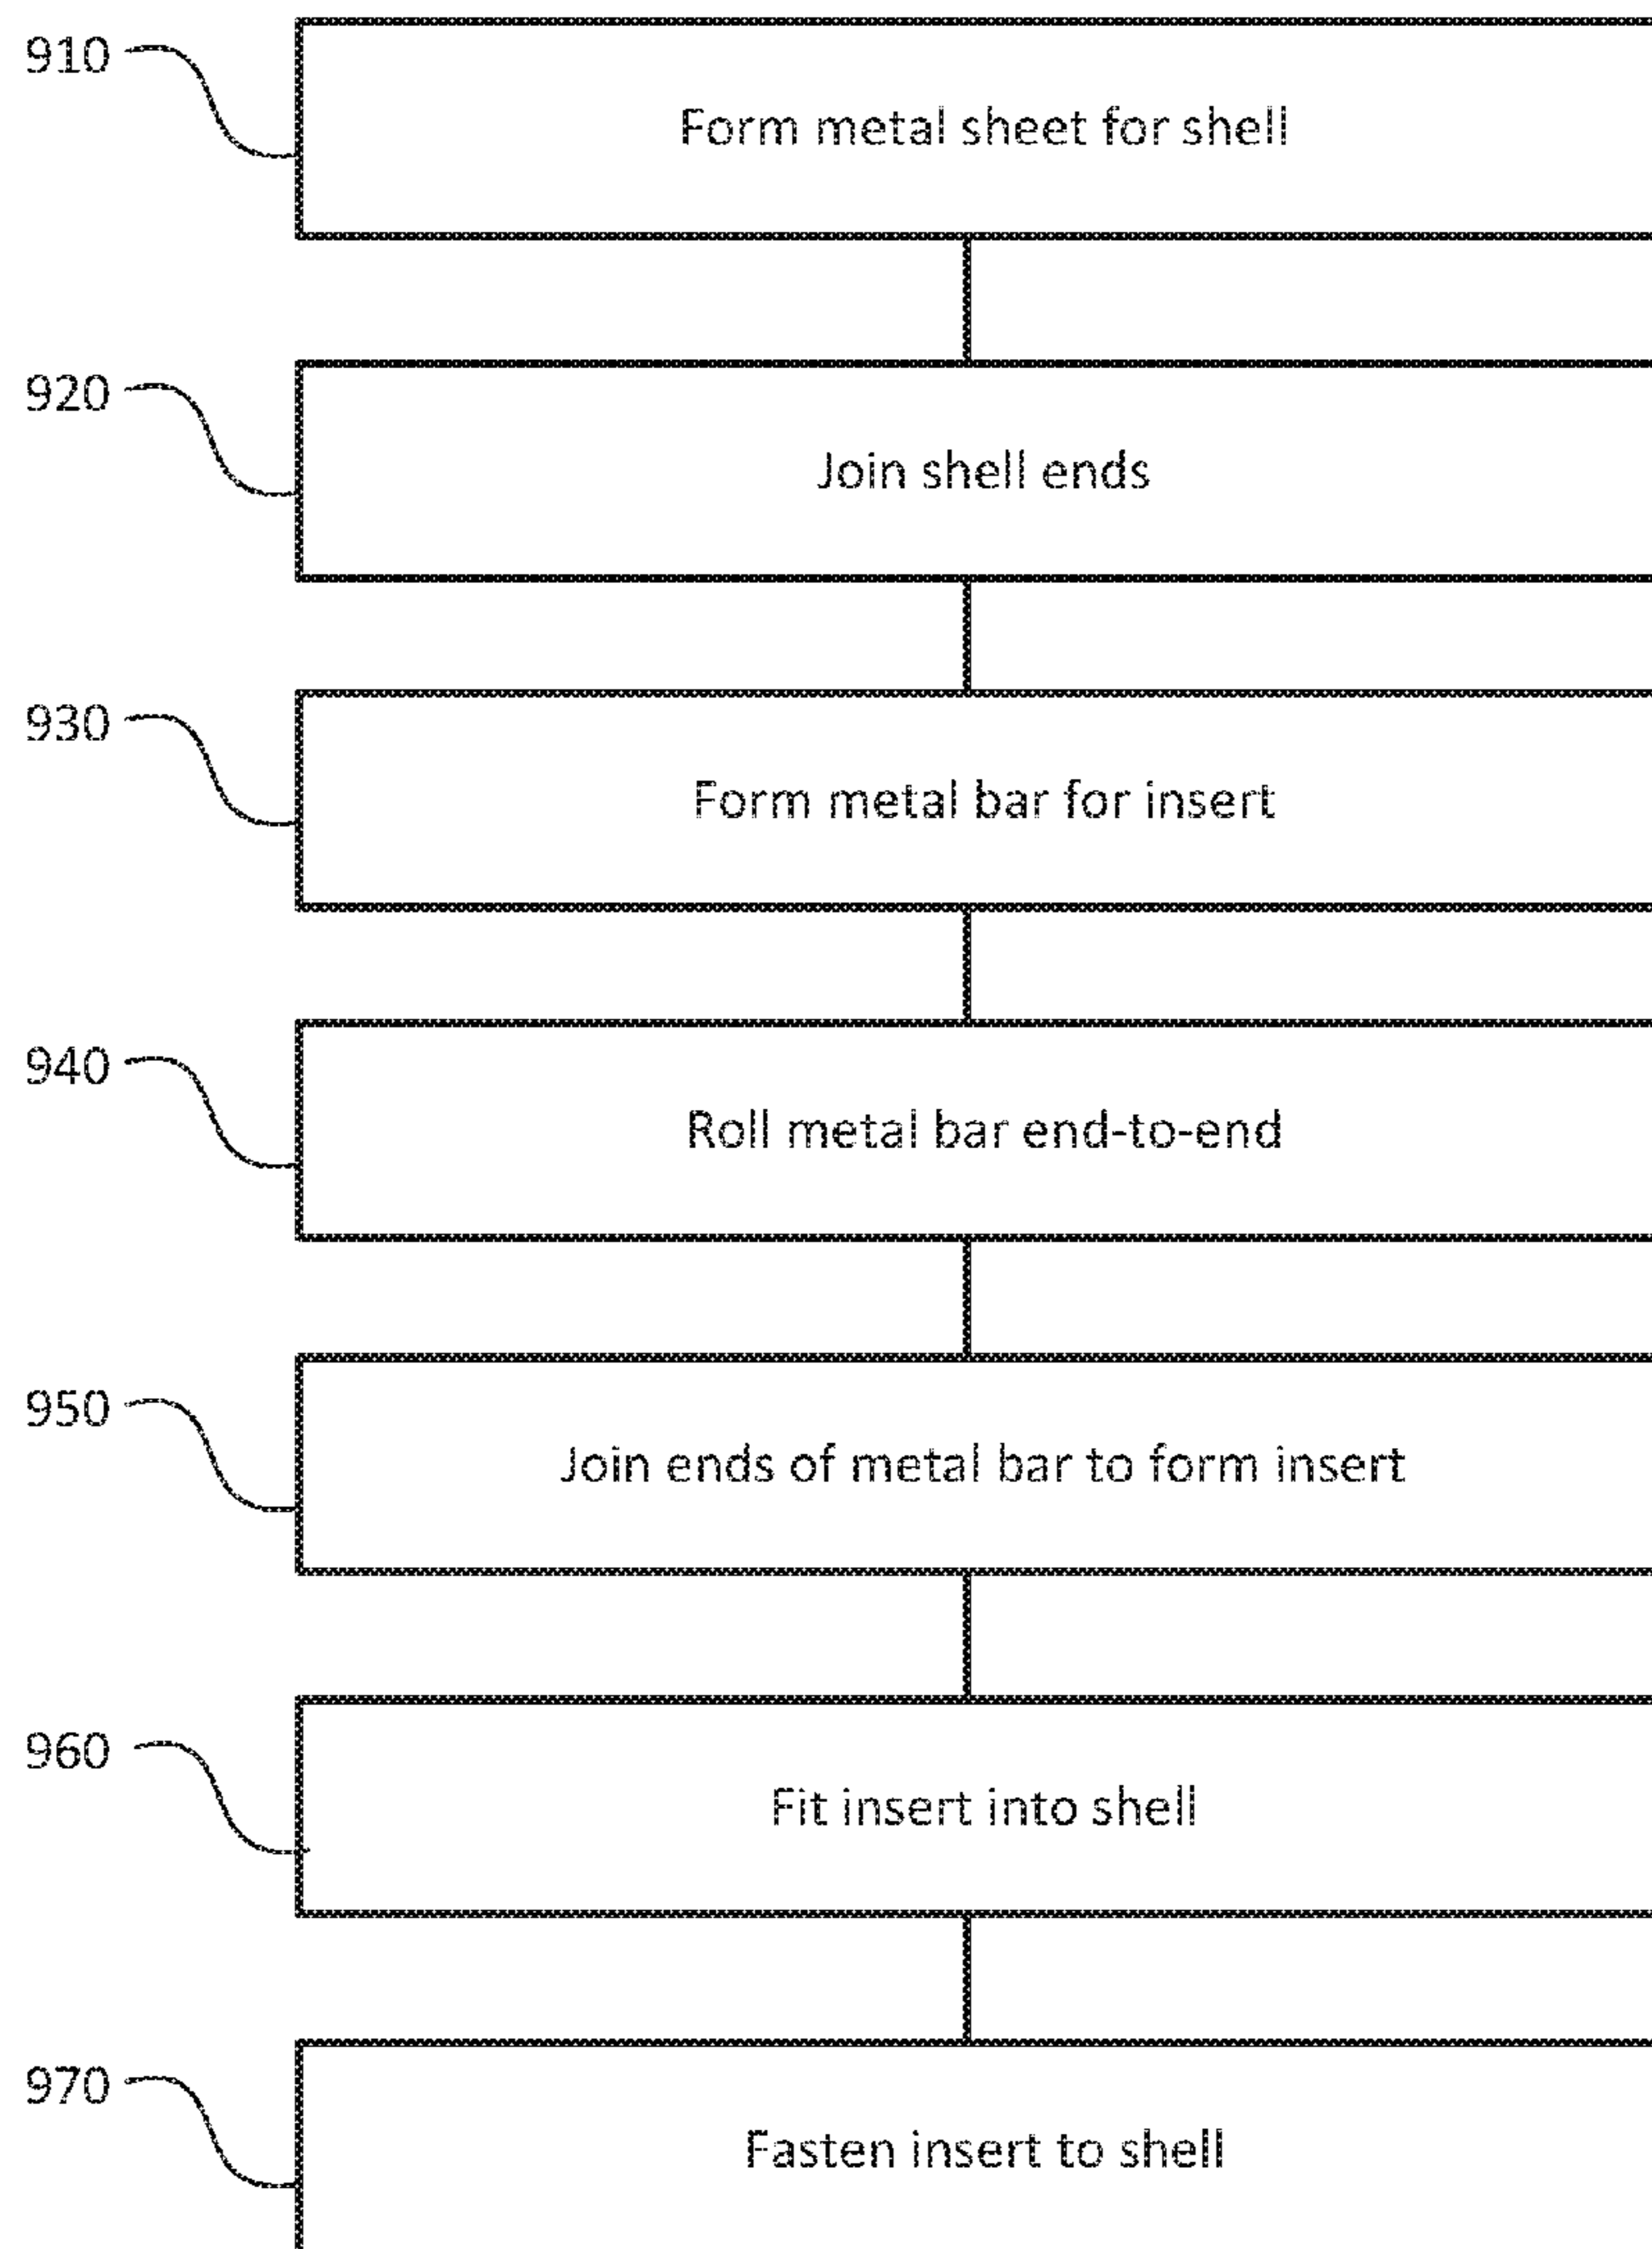 910
Form metal sheet for shell
920
Join shell ends
930
Form metal bar for insert
940
Roll metal bar end-to-end
950
Join ends of metal bar to form insert
960
Fit insert into shell
970
Fasten insert to shell